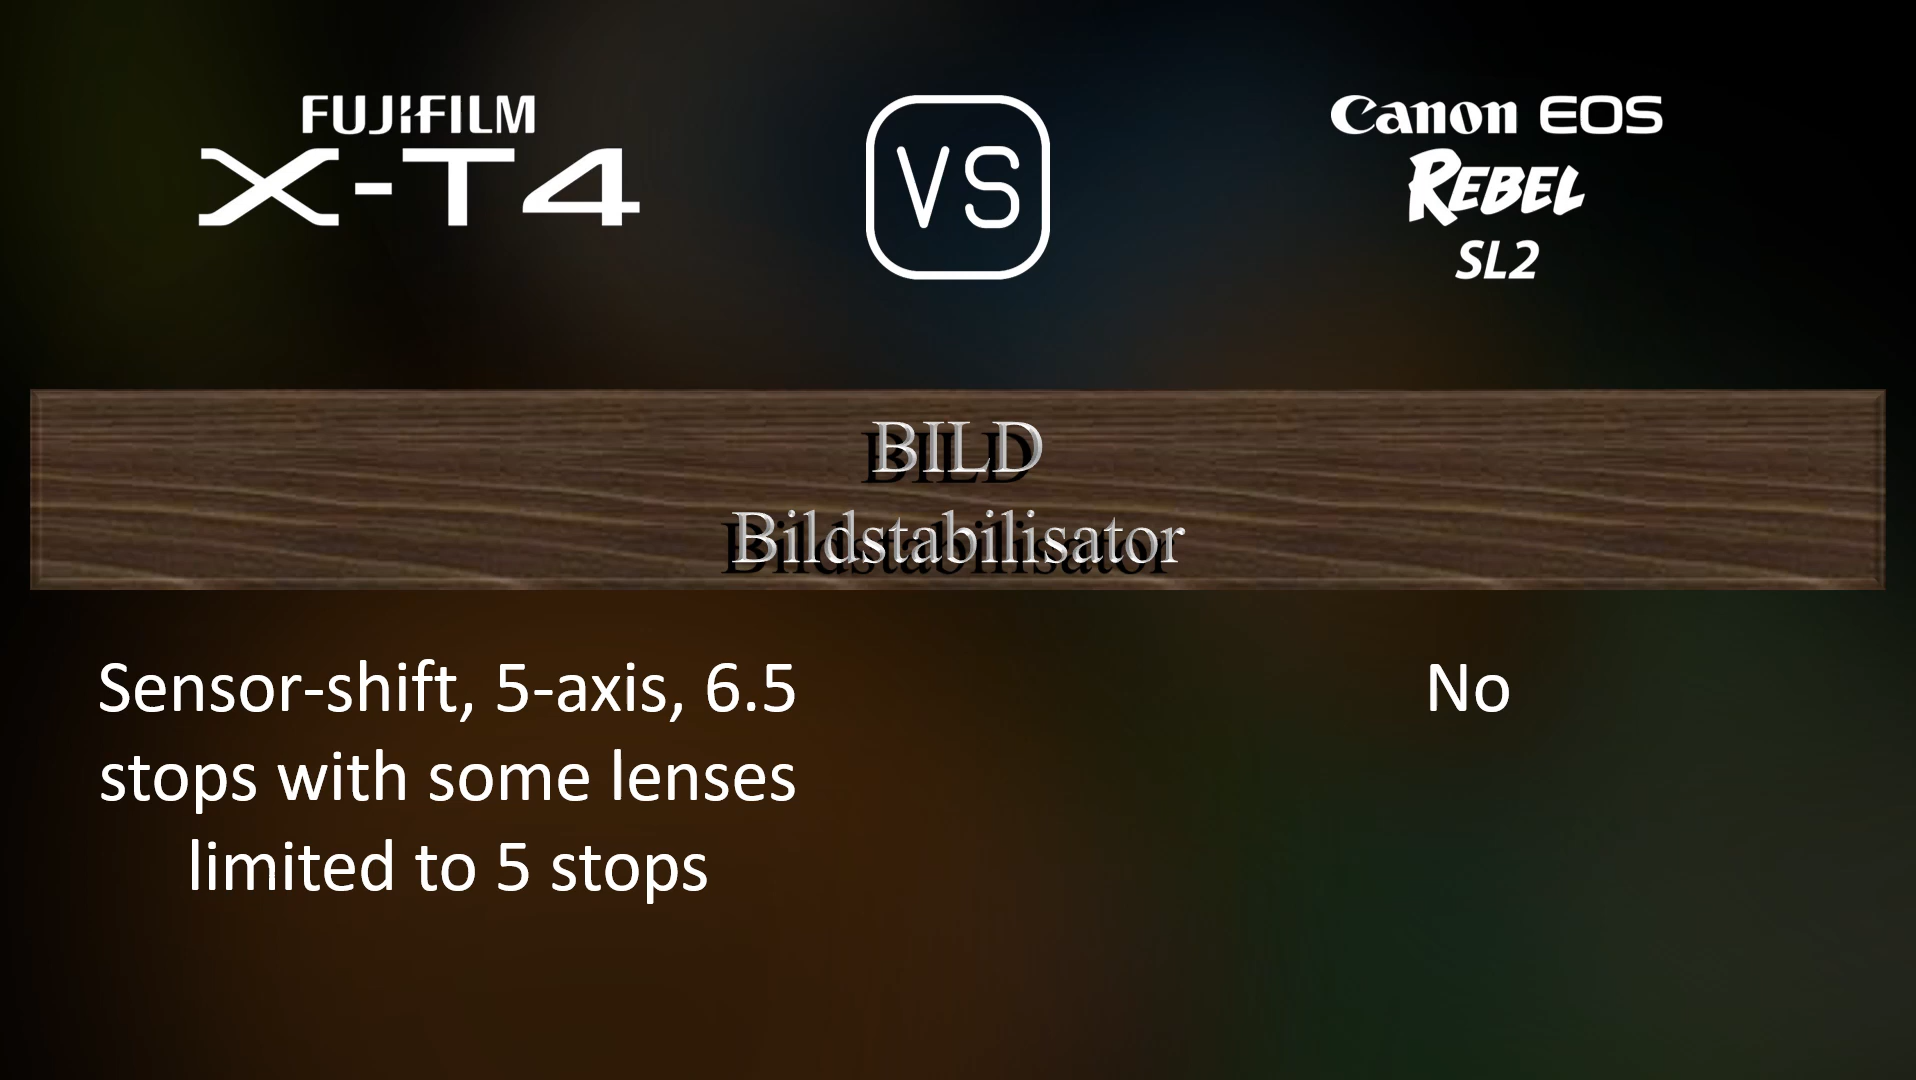 FUJIFILM
X-T4
VS
Canon EOS
REBEL
SL2
BILD
Bildstabilisator
Sensor-shift, 5-axis, 6.5
stops with some lenses
limited to 5 stops
No